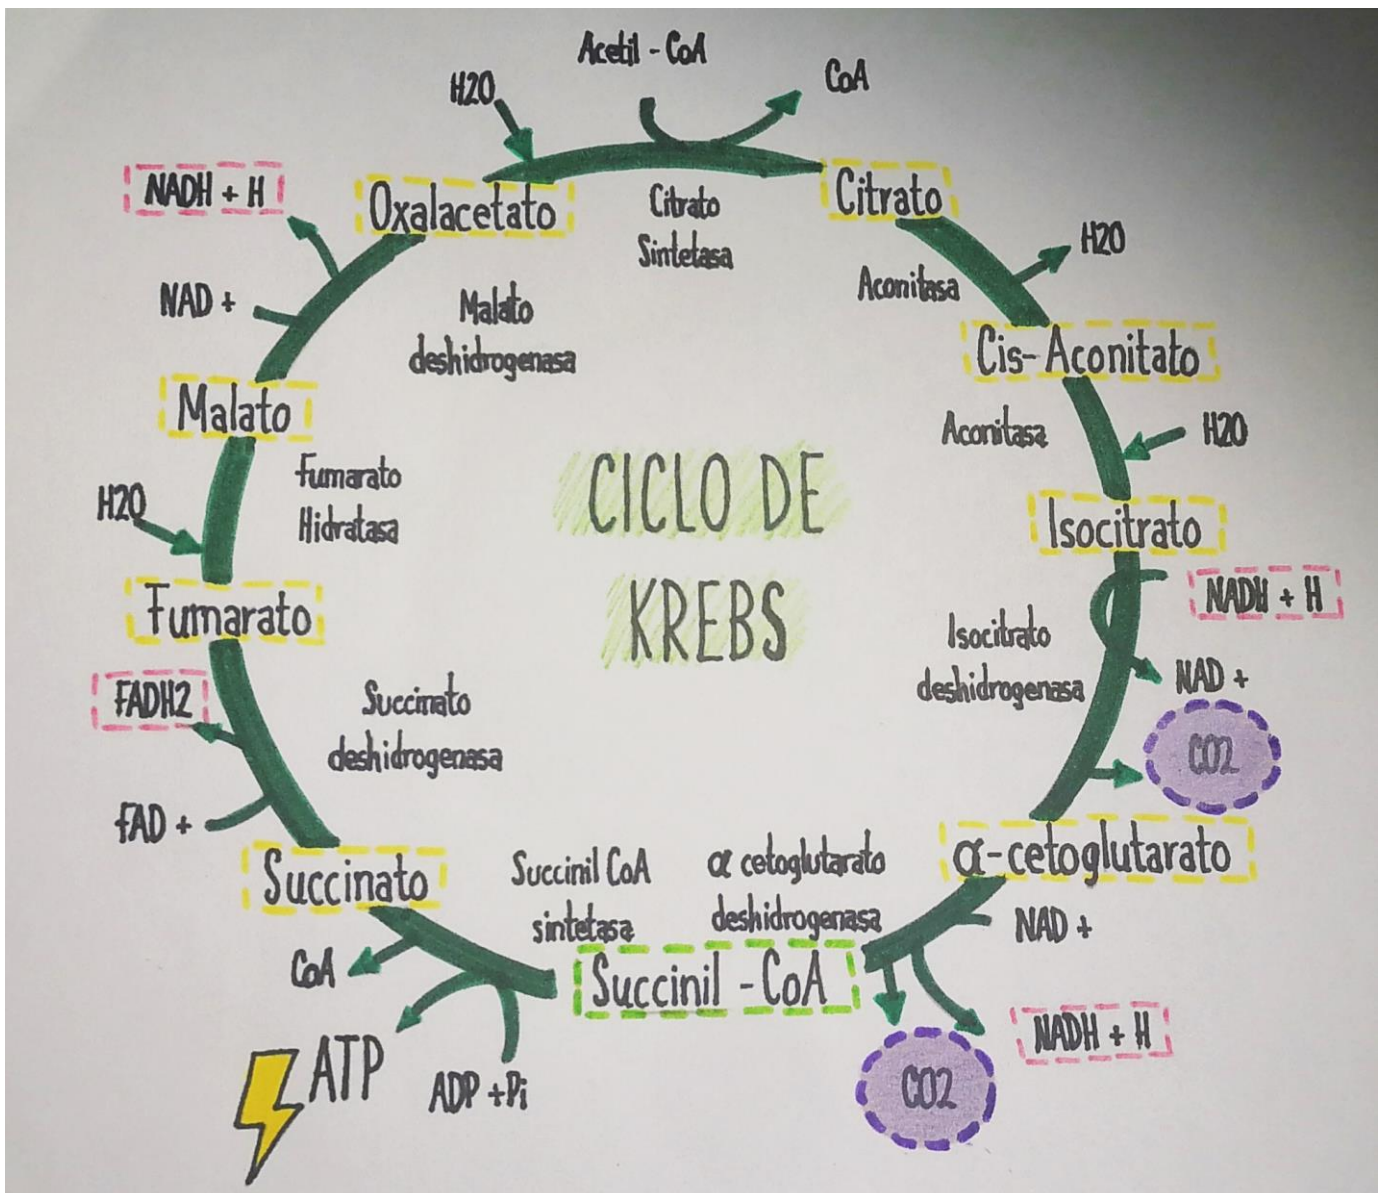 Acetil - CoA
H2O
CoA
NADH + H
Oxalacetato
Citrato
Sintetasa
Citrato
H2O
Aconitasa
NAD +
Malato
deshidrogenasa
Cis-Aconitato
Malato
Aconitasa
H2O
CICLO DE
KREBS
Fumarato
Hidratasa
H2O
Isocitrato
NADH + H
Fumarato
Isocitrato
deshidrogenasa
NAD +
FADH2
Succinato
deshidrogenasa
CO2
FAD +
α-cetoglutarato
Succinato
Succinil CoA
sintetasa
α cetoglutarato
deshidrogenasa
NAD +
CoA
Succinil - CoA
NADH + H
ATP
ADP +Pi
CO2